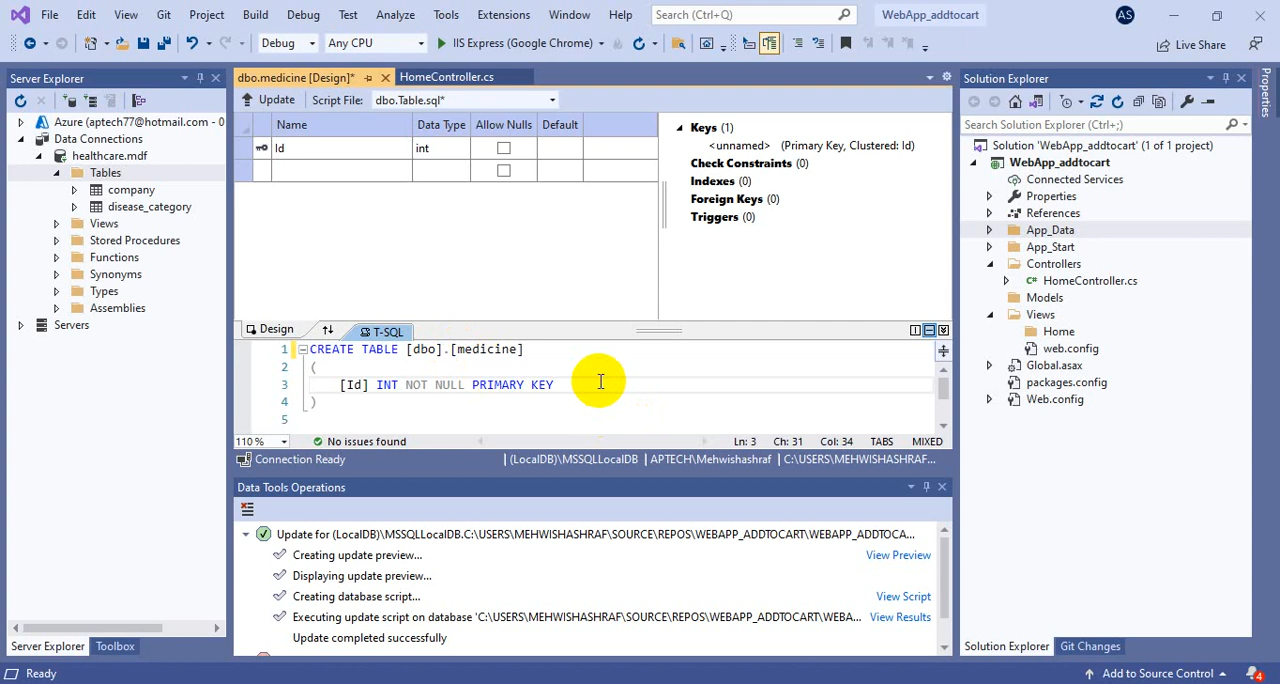 File Edit View Git Project Build Debug Test Analyze Tools Extensions Window Help Search (Ctrl+Q) WebApp_addtocart AS
Debug Any CPU IIS Express (Google Chrome) Live Share
Server Explorer
Azure (aptech77@hotmail.com - 0
Data Connections
healthcare.mdf
Tables
company
disease_category
Views
Stored Procedures
Functions
Synonyms
Types
Assemblies
Servers
Server Explorer Toolbox
dbo.medicine [Design]* HomeController.cs
Update Script File: dbo.Table.sql*
Name Data Type Allow Nulls Default
Id int
Keys (1)
<unnamed> (Primary Key, Clustered: Id)
Check Constraints (0)
Indexes (0)
Foreign Keys (0)
Triggers (0)
Design T-SQL
1 CREATE TABLE [dbo].[medicine]
2 (
3 [Id] INT NOT NULL PRIMARY KEY
4 )
5
110 % No issues found Ln: 3 Ch: 31 Col: 34 TABS MIXED
Connection Ready (LocalDB)\MSSQLLocalDB APTECH\Mehwishashraf C:\USERS\MEHWISHASHRAF...
Data Tools Operations
Update for (LocalDB)\MSSQLLocalDB.C:\USERS\MEHWISHASHRAF\SOURCE\REPOS\WEBAPP_ADDTOCART\WEBAPP_ADDTOCA...
Creating update preview... View Preview
Displaying update preview...
Creating database script... View Script
Executing update script on database 'C:\USERS\MEHWISHASHRAF\SOURCE\REPOS\WEBAPP_ADDTOCART\WEBA... View Results
Update completed successfully
Solution Explorer
Search Solution Explorer (Ctrl+;)
Solution 'WebApp_addtocart' (1 of 1 project)
WebApp_addtocart
Connected Services
Properties
References
App_Data
App_Start
Controllers
HomeController.cs
Models
Views
Home
web.config
Global.asax
packages.config
Web.config
Solution Explorer Git Changes
Properties
Ready Add to Source Control 4